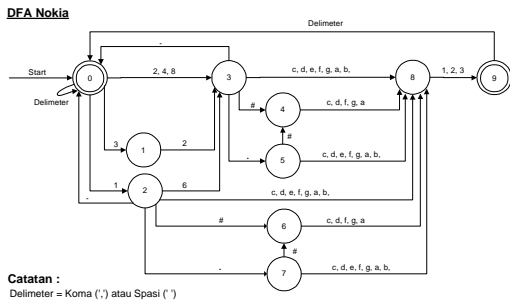 DFA Nokia
Delimeter
-
Start
0
2, 4, 8
3
c, d, e, f, g, a, b,
8
1, 2, 3
9
Delimeter
#
4
c, d, f, g, a
3
1
2
#
-
5
c, d, e, f, g, a, b,
1
2
6
-
c, d, e, f, g, a, b,
#
6
c, d, f, g, a
#
-
7
c, d, e, f, g, a, b,
Catatan :
Delimeter = Koma (',') atau Spasi (' ')